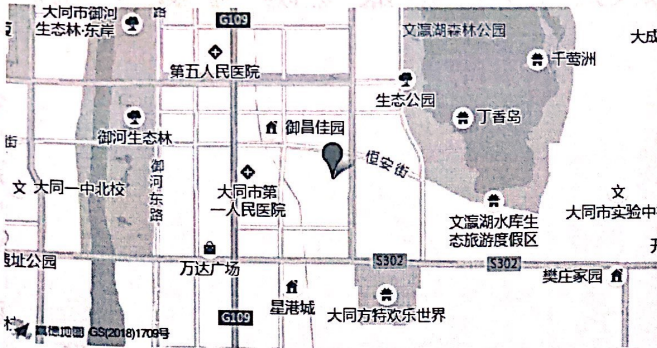 大同市御河
生态林·东岸
路
G109
文瀛湖森林公园
大成
千莺洲
第五人民医院
生态公园
丁香岛
御河生态林
御昌佳园
街
恒安街
御河东路
文 大同一中北校
大同市第
一人民医院
文
大同市实验中
文瀛湖水库生
态旅游度假区
遗址公园
万达广场
S302
S302
樊庄家园
星港城
大同方特欢乐世界
G109
高德地图 GS(2018)1709号